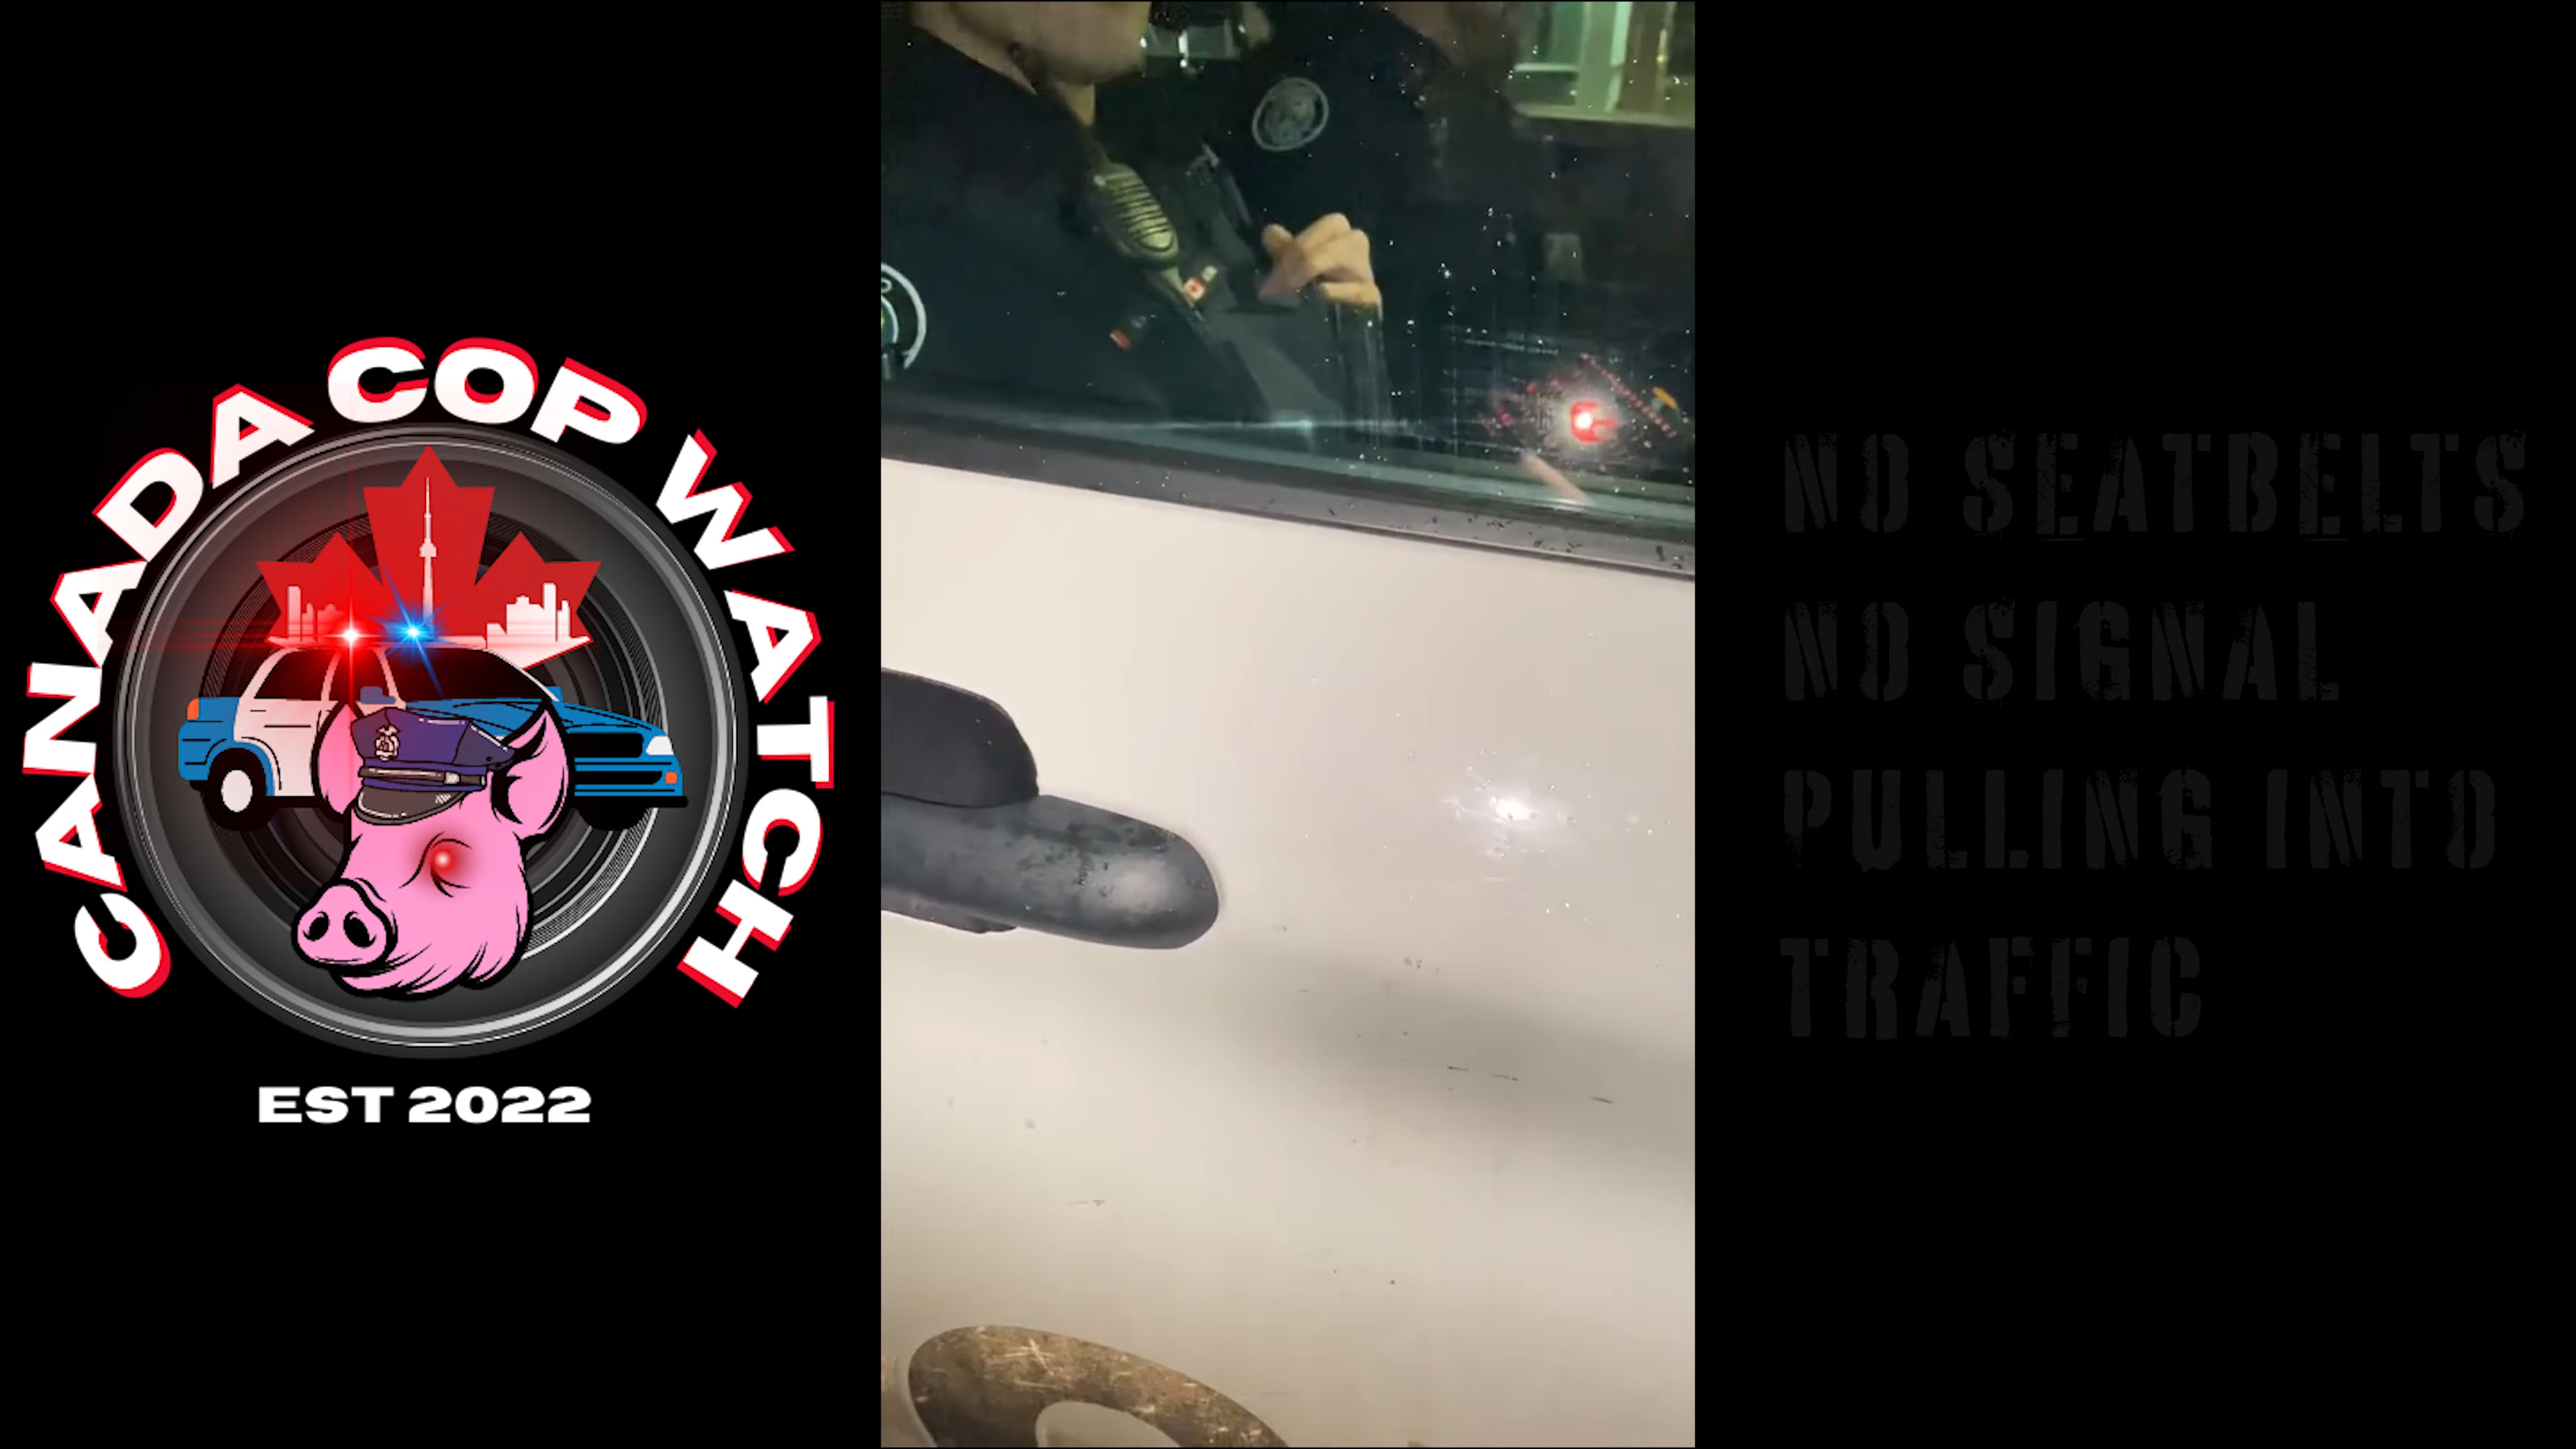 CANADA COP WATCH
EST 2022
NO SEATBELTS
NO SIGNAL
PULLING INTO
TRAFFIC